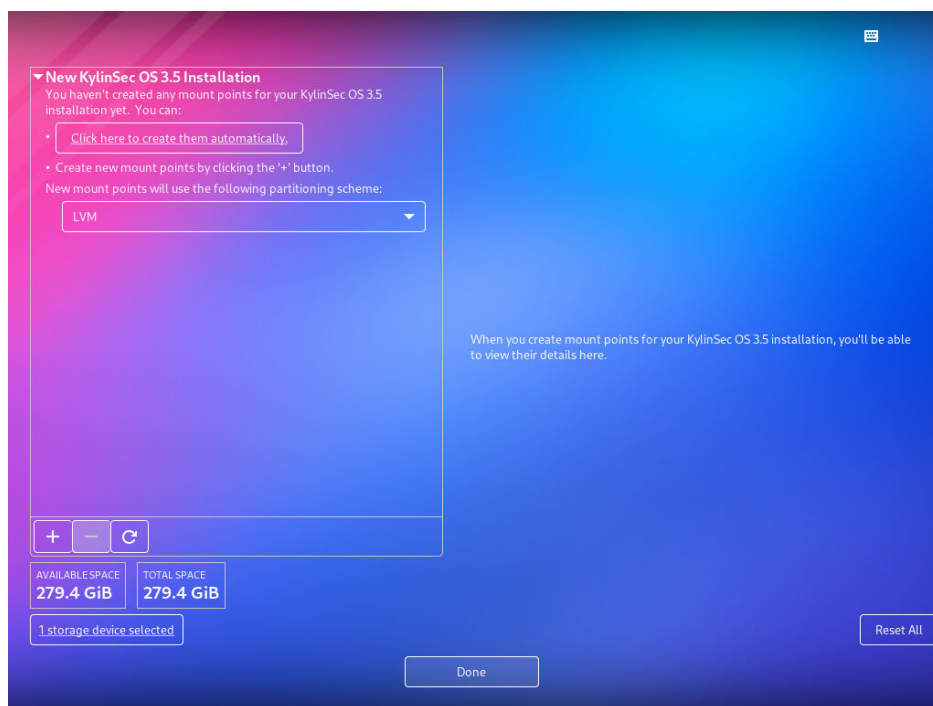 New KylinSec OS 3.5 Installation
You haven't created any mount points for your KylinSec OS 3.5
installation yet.  You can:
• Click here to create them automatically.
• Create new mount points by clicking the '+' button.
New mount points will use the following partitioning scheme:
LVM
When you create mount points for your KylinSec OS 3.5 installation, you'll be able
to view their details here.
AVAILABLE SPACE
279.4 GiB
TOTAL SPACE
279.4 GiB
1 storage device selected
Reset All
Done